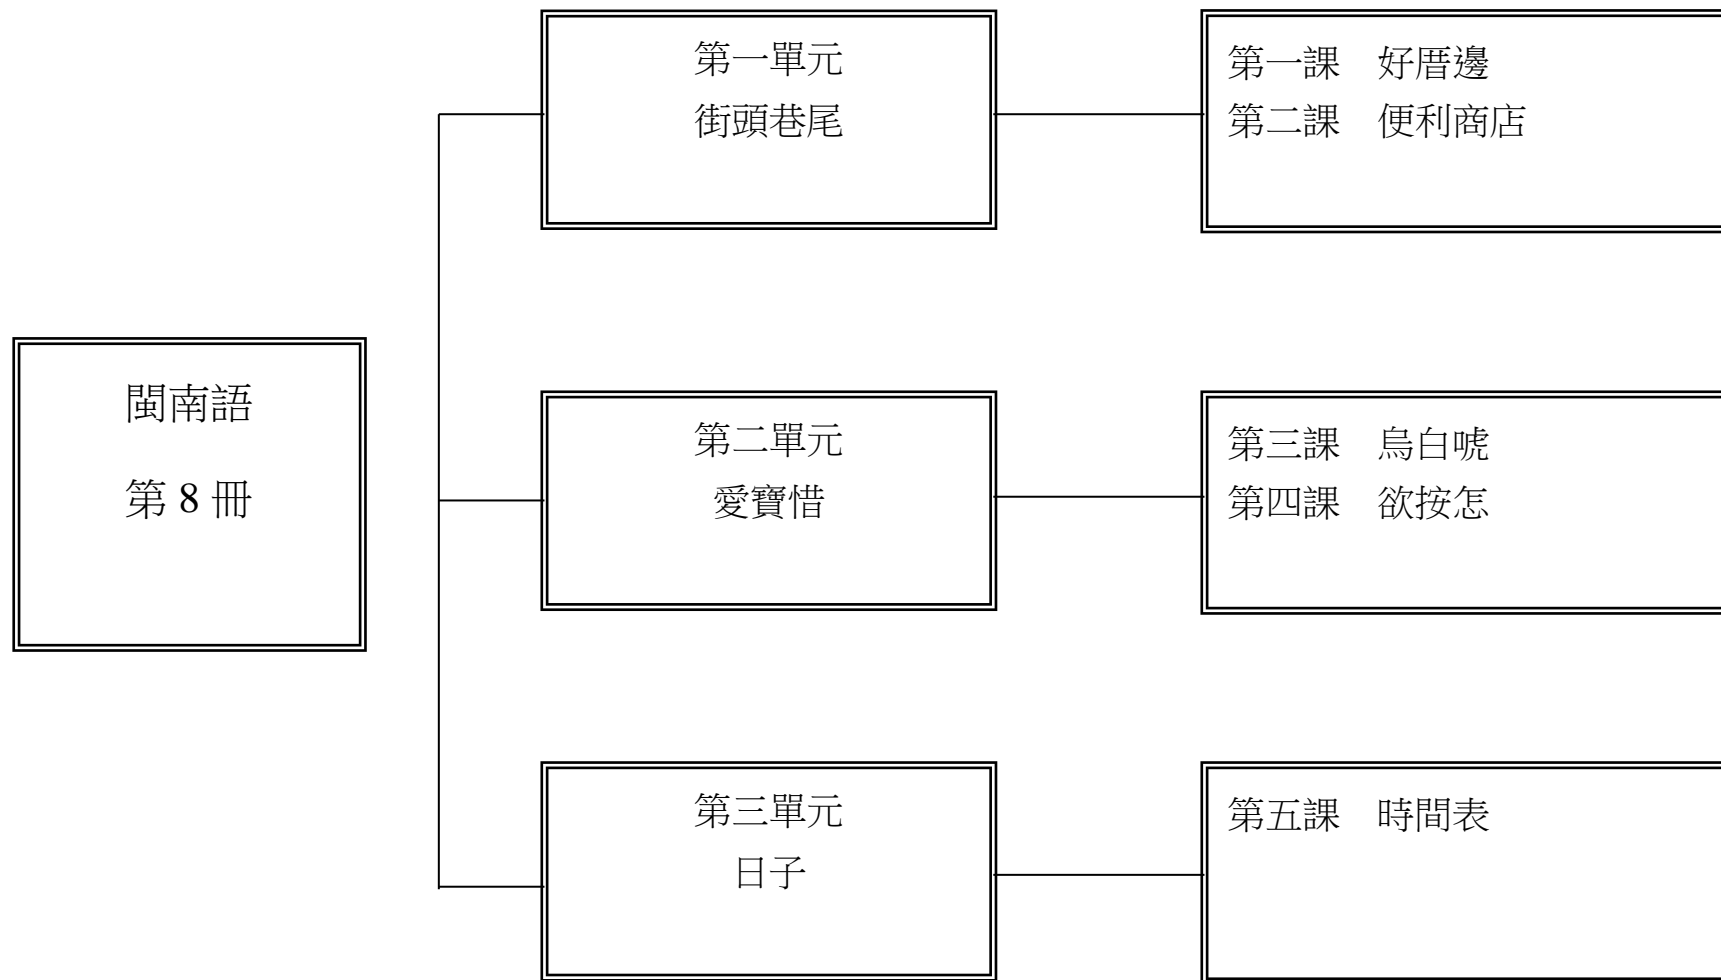 閩南語
第 8 冊
第一單元
街頭巷尾
第一課　好厝邊
第二課　便利商店
第二單元
愛寶惜
第三課　烏白唬
第四課　欲按怎
第三單元
日子
第五課　時間表